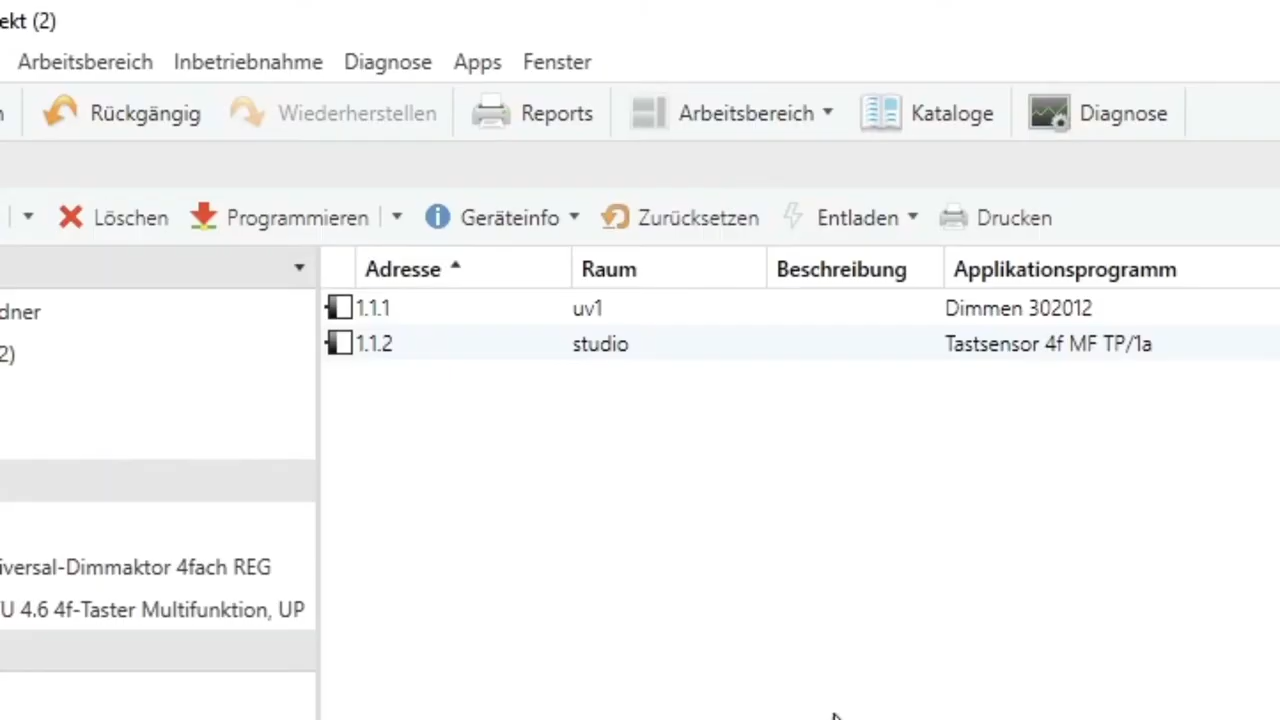 ekt (2)
Arbeitsbereich Inbetriebnahme Diagnose Apps Fenster
n Rückgängig Wiederherstellen Reports Arbeitsbereich Kataloge Diagnose
Löschen Programmieren Geräteinfo Zurücksetzen Entladen Drucken
Adresse Raum Beschreibung Applikationsprogramm
dner
1.1.1 uv1 Dimmen 302012
1.1.2 studio Tastsensor 4f MF TP/1a
2)
iversal-Dimmaktor 4fach REG
U 4.6 4f-Taster Multifunktion, UP